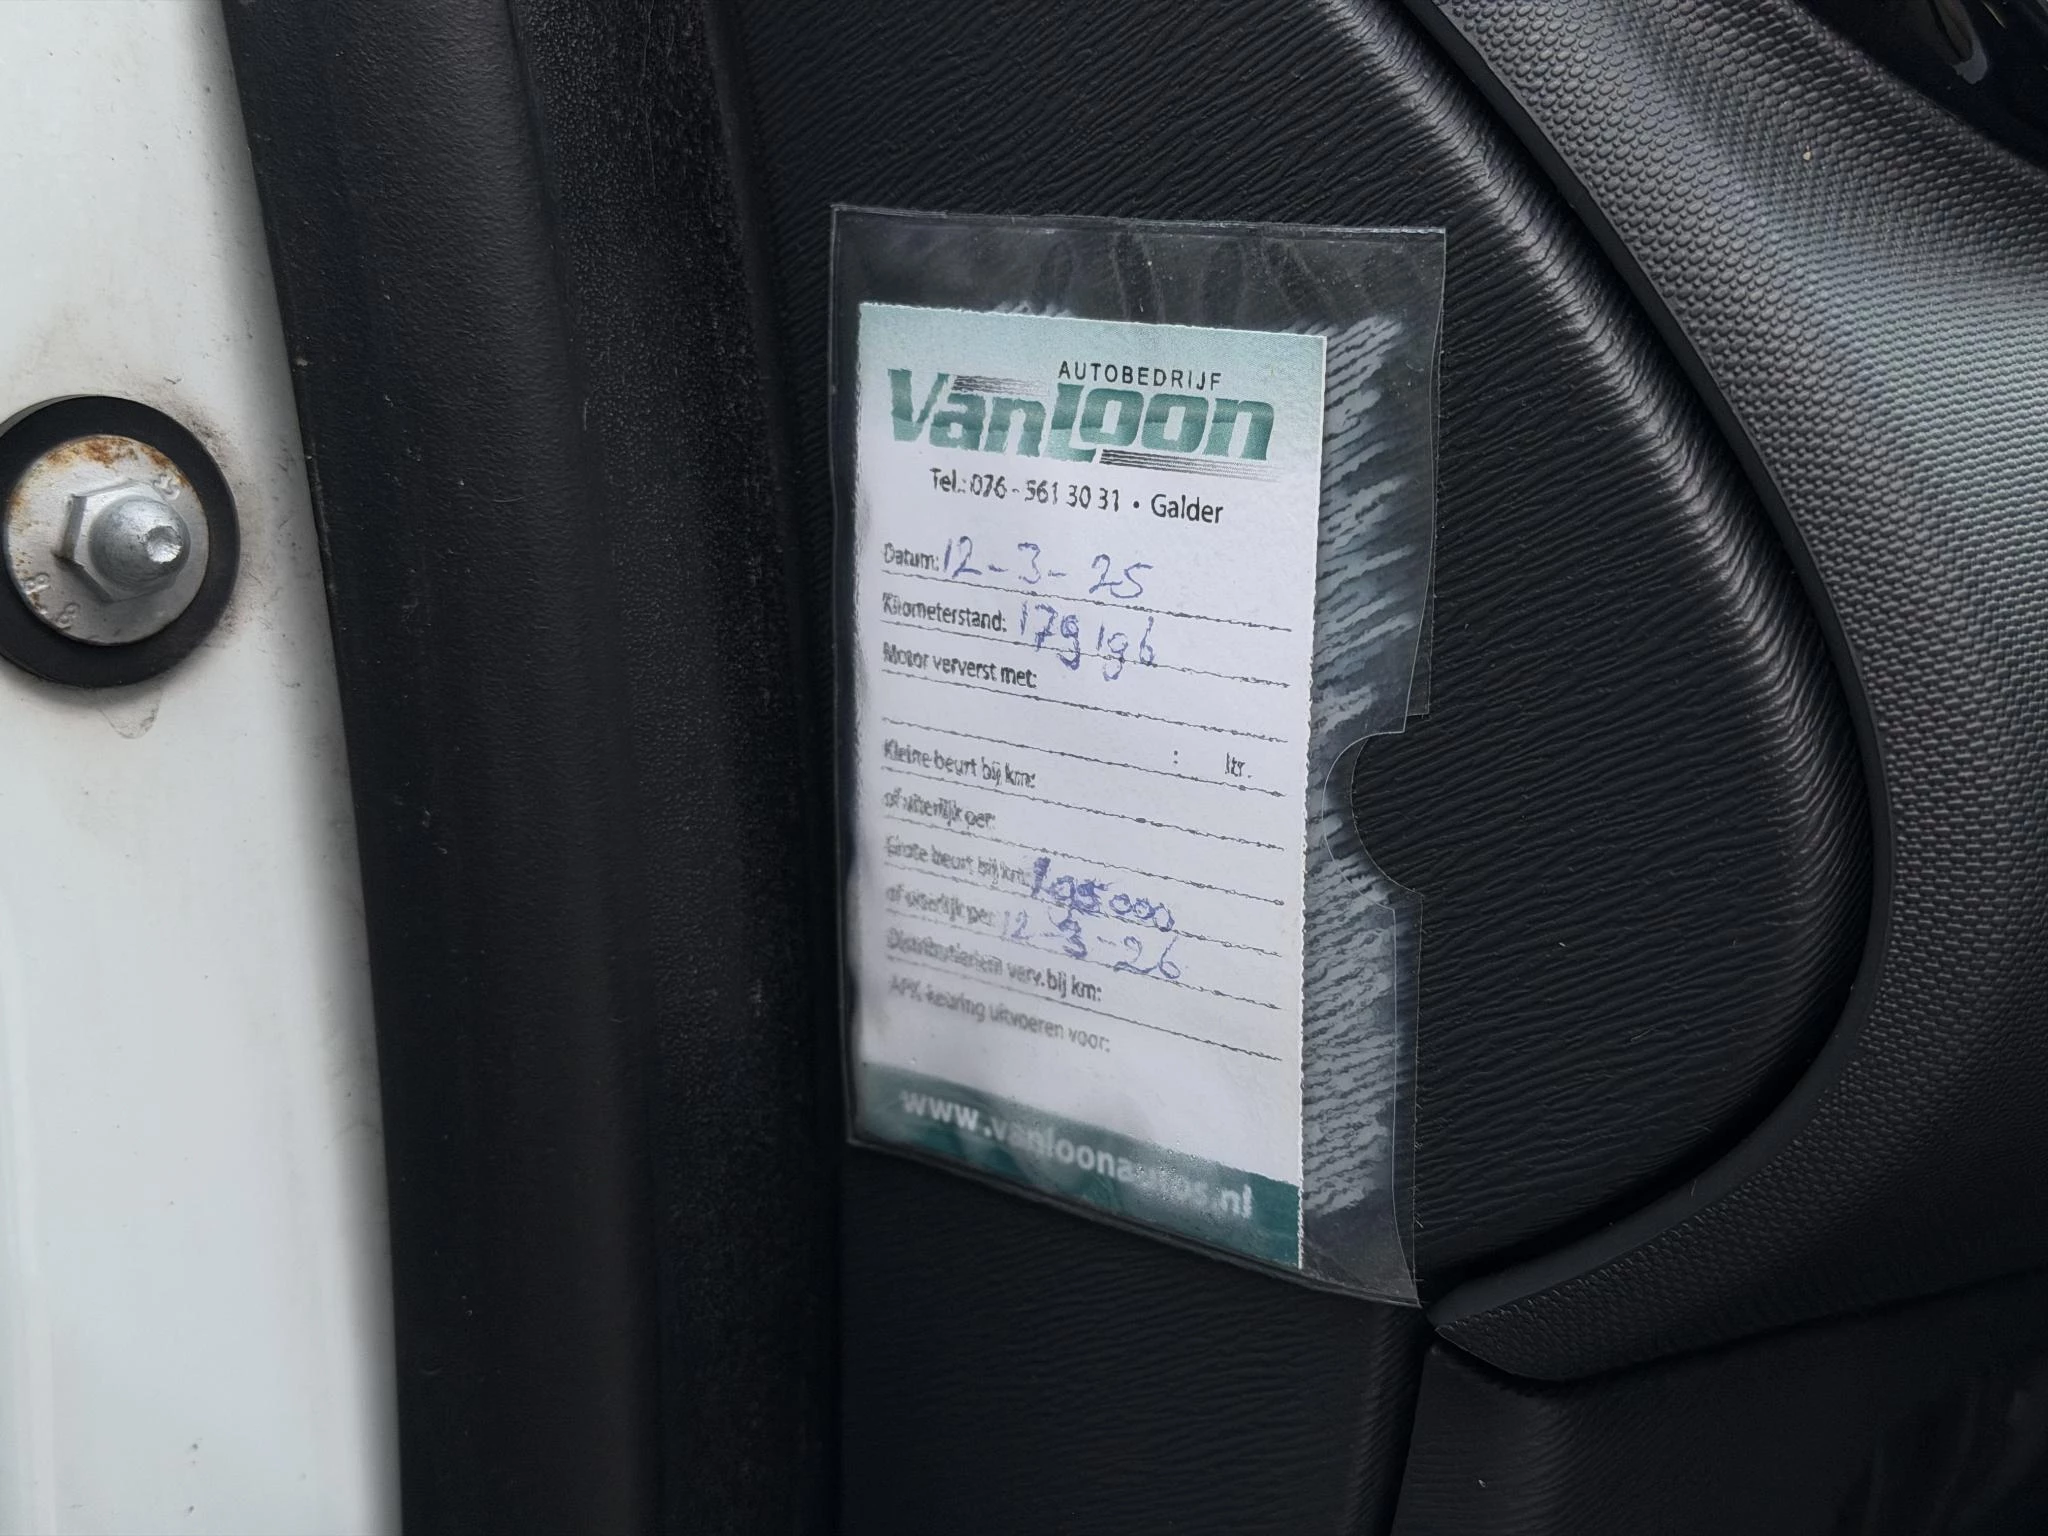 AUTOBEDRIJF
VanLoon
Tel.: 076 - 561 30 31 • Galder
Datum: 12-3-25
Kilometerstand: 179196
Motor ververst met:
: ltr.
Kleine beurt bij km:
of uiterlijk per:
Grote beurt bij km: 195000
of uiterlijk per: 12-3-26
Distributieriem verv. bij km:
APK keuring uitvoeren voor: